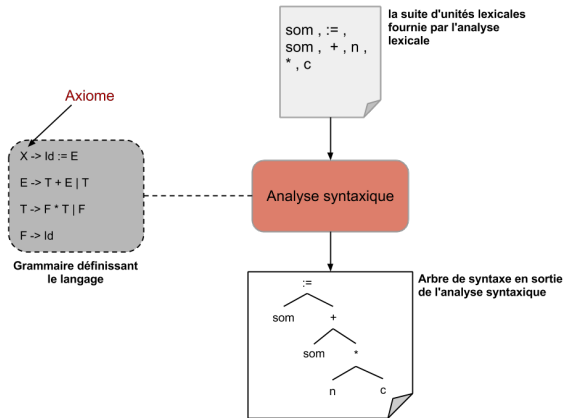 la suite d'unités lexicales
fournie par l'analyse
lexicale
som , := ,
som , + , n ,
* , c
Axiome
X -> Id := E
E -> T + E | T
T -> F * T | F
F -> Id
Grammaire définissant
le langage
Analyse syntaxique
Arbre de syntaxe en sortie
de l'analyse syntaxique
:=
som +
som *
n c